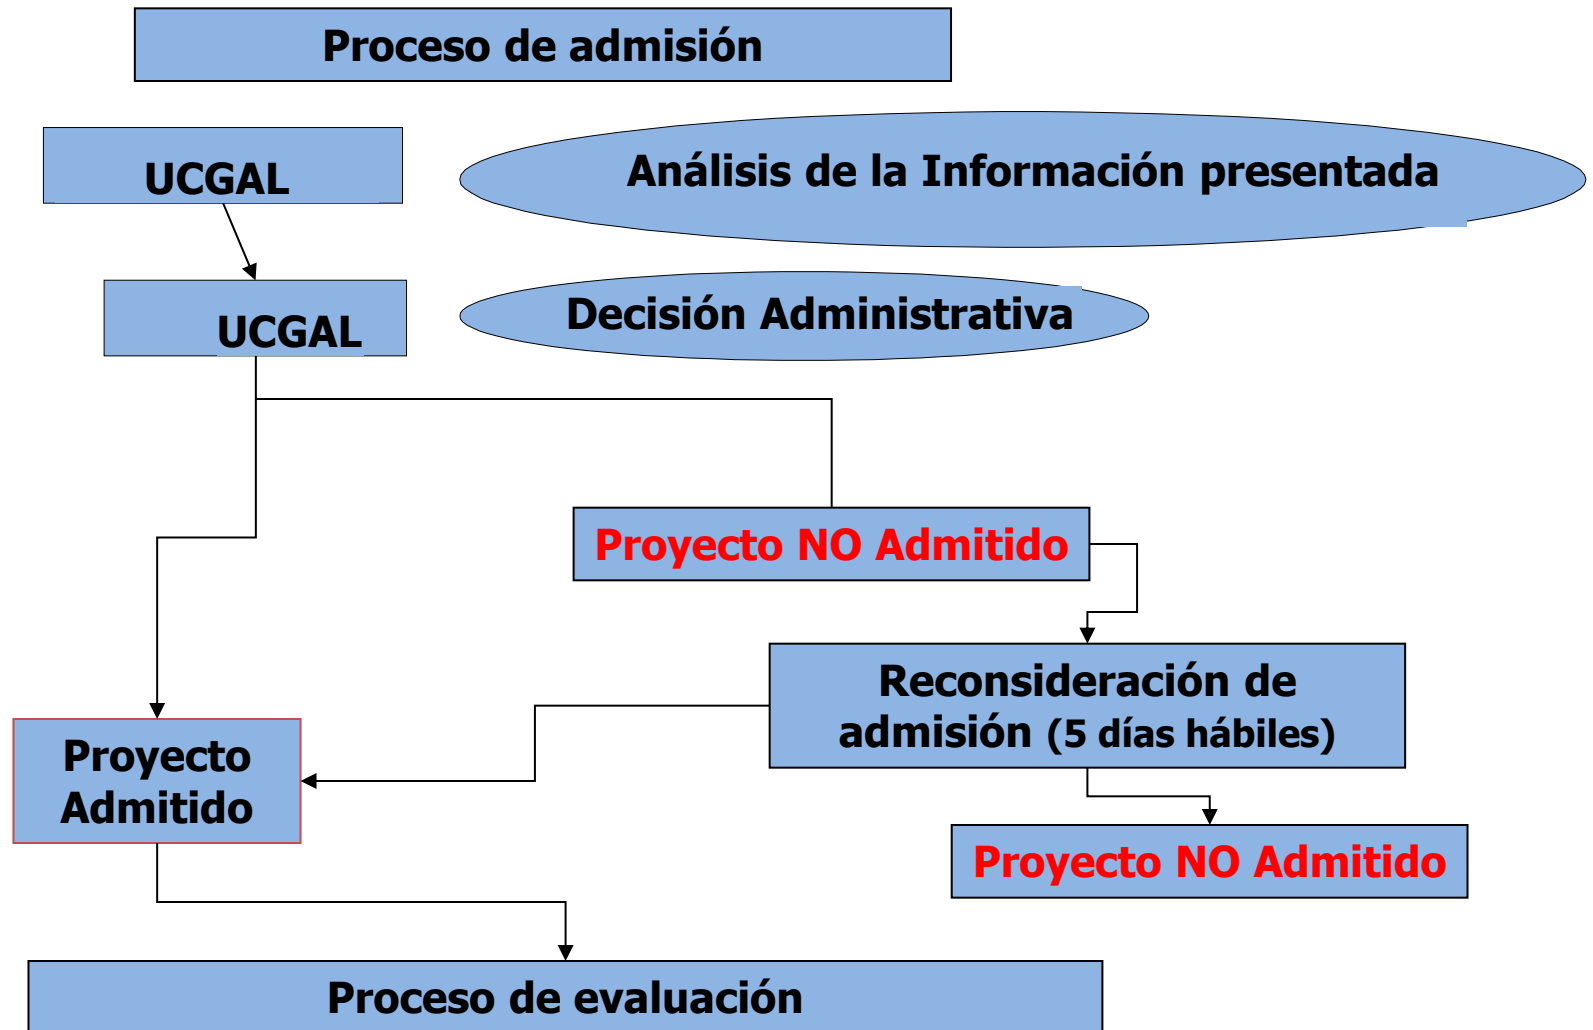 Proceso de admisión
UCGAL
Análisis de la Información presentada
UCGAL
Decisión Administrativa
Proyecto NO Admitido
Reconsideración de
admisión (5 días hábiles)
Proyecto
Admitido
Proyecto NO Admitido
Proceso de evaluación